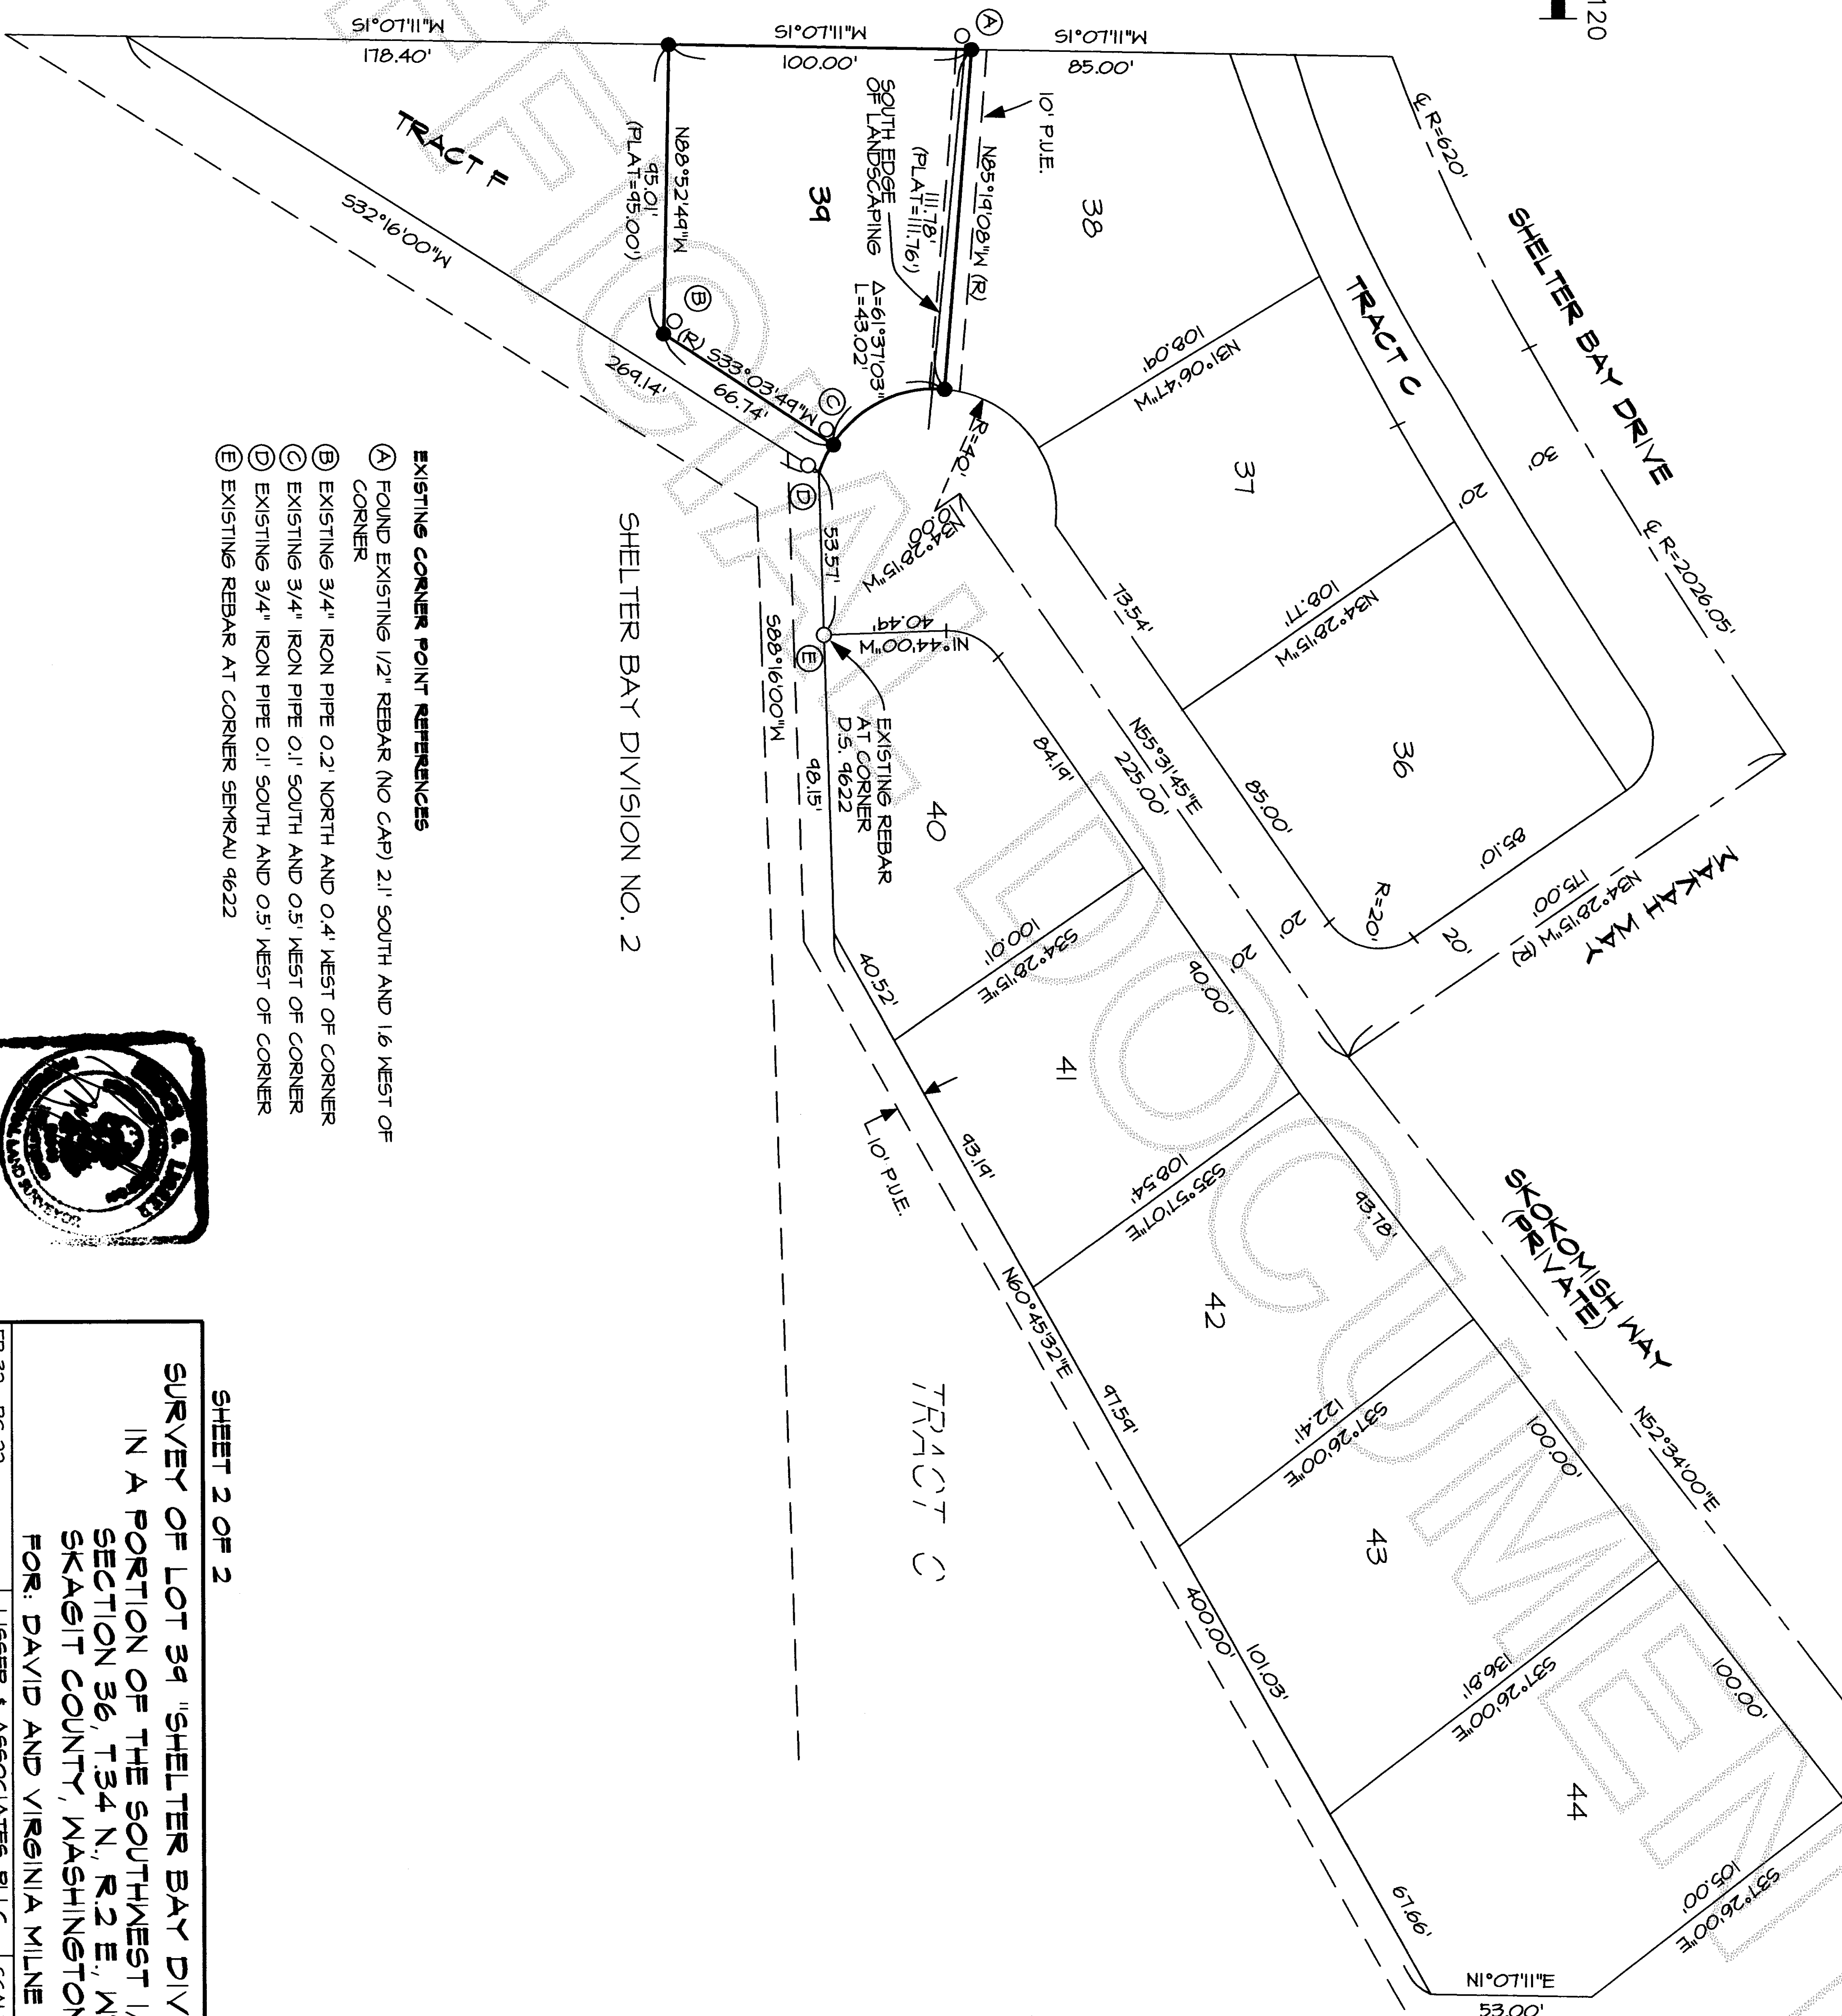 120
S1°07'11"W
178.40'
S1°07'11"W
100.00'
S1°07'11"W
85.00'
A
10' P.U.E.
N85°19'08"W (R)
111.78'
(PLAT=111.76')
SOUTH EDGE
OF LANDSCAPING
Δ=61°37'03"
L=43.02'
38
39
N88°52'49"W
95.01'
(PLAT=95.00')
TRACT F
S32°16'00"W
269.14'
B
(R) S33°03'49"W
66.74'
C
D
53.57'
R=40'
10.00'
N34°28'15"W
℄ R=620'
SHELTER BAY DRIVE
℄ R=2026.05'
TRACT C
30'
20'
N31°06'47"W
108.09'
37
N34°28'15"W
108.77'
36
73.54'
85.00'
85.10'
R=20'
20'
20'
20'
MAKAI WAY
N34°28'15"W (R)
175.00'
N55°31'45"E
225.00'
N1°44'00"W
40.49'
E
EXISTING REBAR
AT CORNER
D.S. 9622
S88°16'00"W
98.15'
84.19'
40
S34°28'15"E
100.01'
40.52'
90.00'
41
93.19'
10' P.U.E.
S35°57'07"E
108.54'
93.78'
42
N60°45'32"E
400.00'
97.59'
S37°26'00"E
122.41'
100.00'
43
101.03'
S37°26'00"E
136.81'
100.00'
44
67.66'
S37°26'00"E
105.00'
N1°07'11"E
53.00'
SKOKOMISH WAY
(PRIVATE)
N52°34'00"E
TRACT C
SHELTER BAY DIVISION NO. 2
EXISTING CORNER POINT REFERENCES
A FOUND EXISTING 1/2" REBAR (NO CAP) 2.1' SOUTH AND 1.6 WEST OF
CORNER
B EXISTING 3/4" IRON PIPE 0.2' NORTH AND 0.4' WEST OF CORNER
C EXISTING 3/4" IRON PIPE 0.1' SOUTH AND 0.5' WEST OF CORNER
D EXISTING 3/4" IRON PIPE 0.1' SOUTH AND 0.5' WEST OF CORNER
E EXISTING REBAR AT CORNER SEMRAU 9622
LAND SURVEYOR
SHEET 2 OF 2
SURVEY OF LOT 39 "SHELTER BAY DIV
IN A PORTION OF THE SOUTHWEST 1/
SECTION 36, T.34 N., R.2 E., W
SKAGIT COUNTY, WASHINGTON
FOR: DAVID AND VIRGINIA MILNE
DOCUMEN